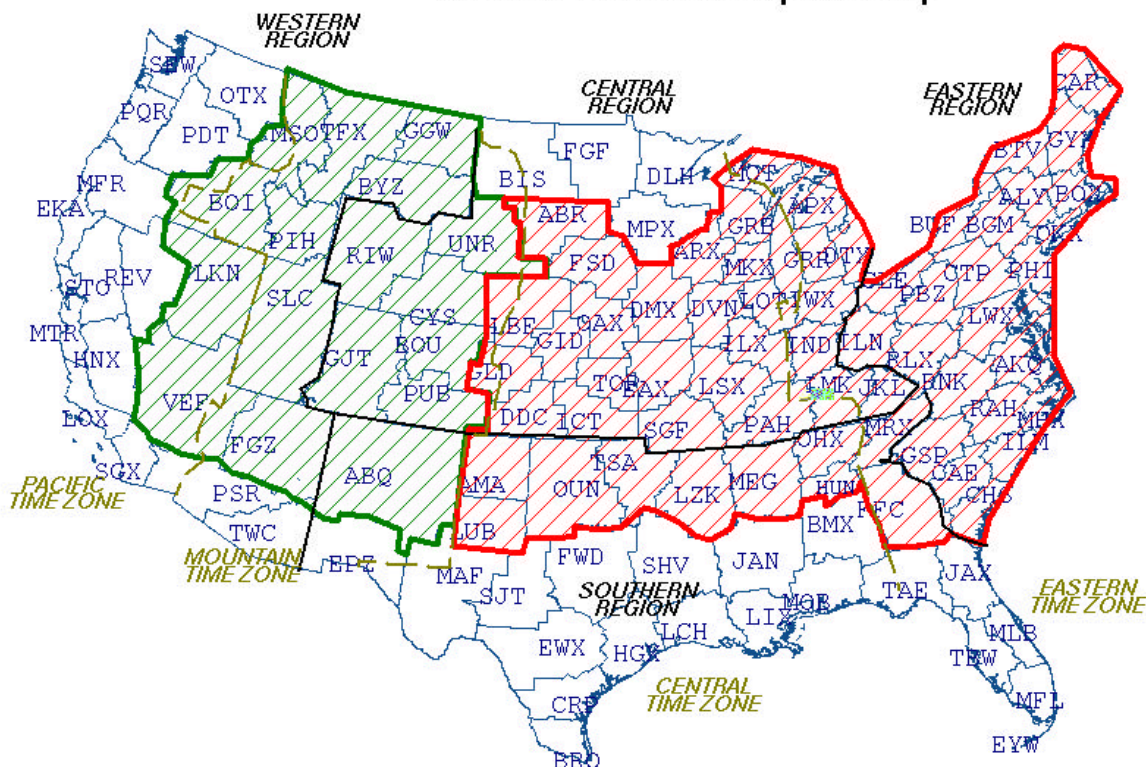 WESTERN
REGION
CENTRAL
REGION
EASTERN
REGION
SEW
OTX
PQR
PDT
MSO
TFX
GGW
FGF
DLH
MQT
CAR
GYX
BTV
MFR
EKA
BOI
BYZ
BIS
ABR
MPX
APX
ALY
BOX
BUF
BGM
OKX
PIH
RIW
UNR
FSD
ARX
GRB
MKX
GRR
DTX
CLE
CTP
PHI
PBZ
LKN
REV
STO
SLC
CYS
LBF
OAX
DMX
DVN
LOT
IWX
LWX
MTR
HNX
GJT
BOU
GID
ILX
IND
ILN
RLX
RNK
AKQ
VEF
PUB
GLD
TOP
EAX
LSX
LMK
JKL
LOX
FGZ
DDC
ICT
SGF
PAH
MRX
RAH
MHX
ILM
SGX
PACIFIC
TIME ZONE
PSR
ABQ
AMA
OUN
TSA
LZK
MEG
OHX
HUN
GSP
CAE
CHS
TWC
LUB
BMX
FFC
MOUNTAIN
TIME ZONE
EPZ
MAF
FWD
SHV
JAN
JAX
SJT
SOUTHERN
REGION
MOB
TAE
EASTERN
TIME ZONE
LIX
EWX
HGX
LCH
MLB
TBW
CENTRAL
TIME ZONE
CRP
MFL
EYW
BRO